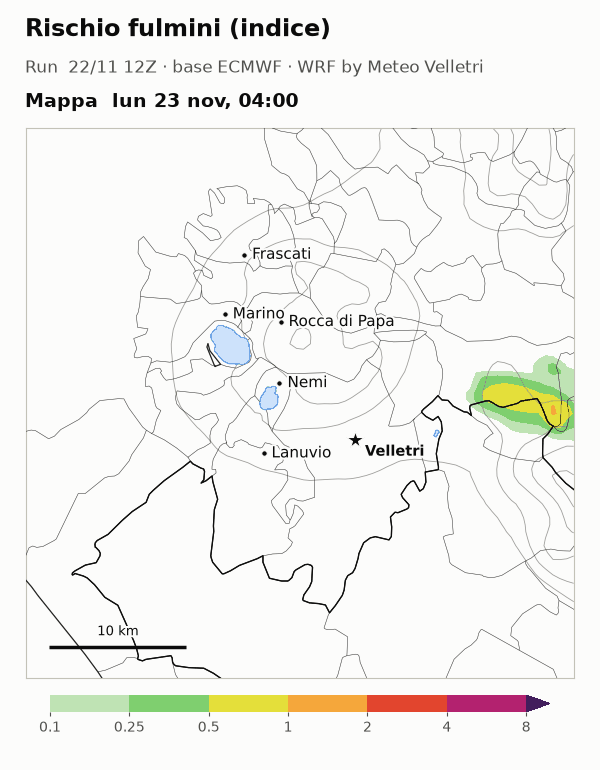 Rischio fulmini (indice)
Run  22/11 12Z · base ECMWF · WRF by Meteo Velletri
Mappa  lun 23 nov, 04:00
Frascati
Marino
Rocca di Papa
Nemi
Velletri
Lanuvio
10 km
0.1 0.25 0.5 1 2 4 8